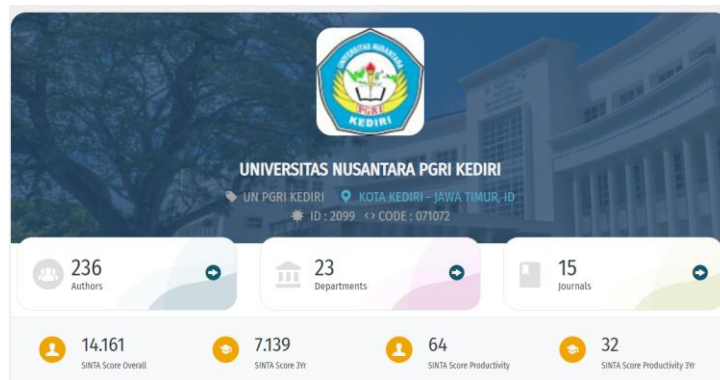 UNIVERSITAS NUSANTARA
PGRI
KEDIRI
UNIVERSITAS NUSANTARA PGRI KEDIRI
UN PGRI KEDIRI KOTA KEDIRI - JAWA TIMUR, ID
ID : 2099 <> CODE : 071072
236
Authors
23
Departments
15
Journals
14.161
SINTA Score Overall
7.139
SINTA Score 3Yr
64
SINTA Score Productivity
32
SINTA Score Productivity 3Yr